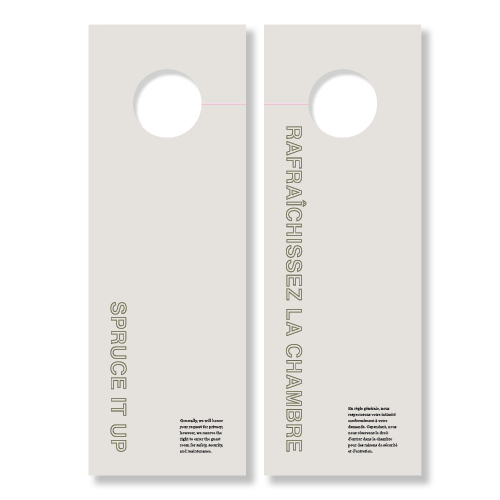 SPRUCE IT UP
Generally, we will honor
your request for privacy;
however, we reserve the
right to enter the guest
room for safety, security,
and maintenance.
RAFRAÎCHISSEZ LA CHAMBRE
En règle générale, nous
respecterons votre intimité
conformément à votre
demande. Cependant, nous
nous réservons le droit
d'entrer dans la chambre
pour des raisons de sécurité
et d'entretien.